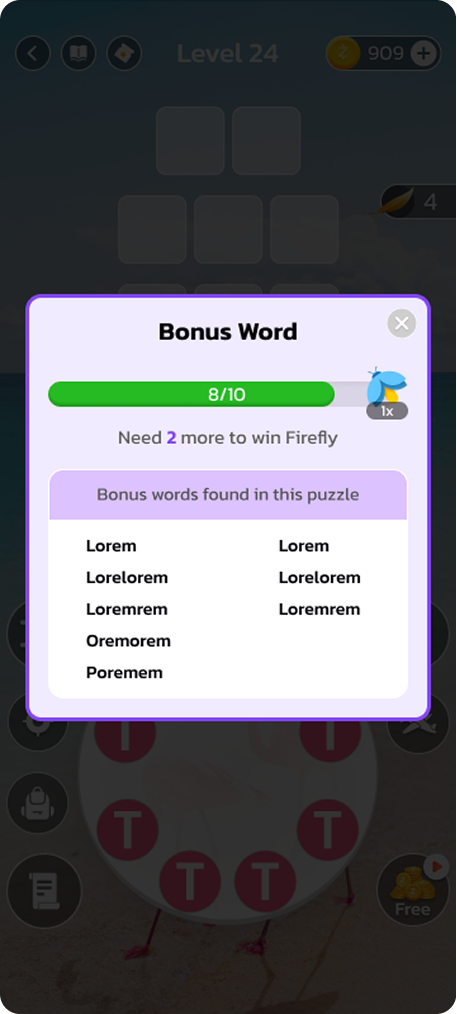 Level 24
909
4
Bonus Word
8/10
1x
Need 2 more to win Firefly
Bonus words found in this puzzle
Lorem Lorem
Lorelorem Lorelorem
Loremrem Loremrem
Oremorem
Poremem
T T
T T
T T
Free